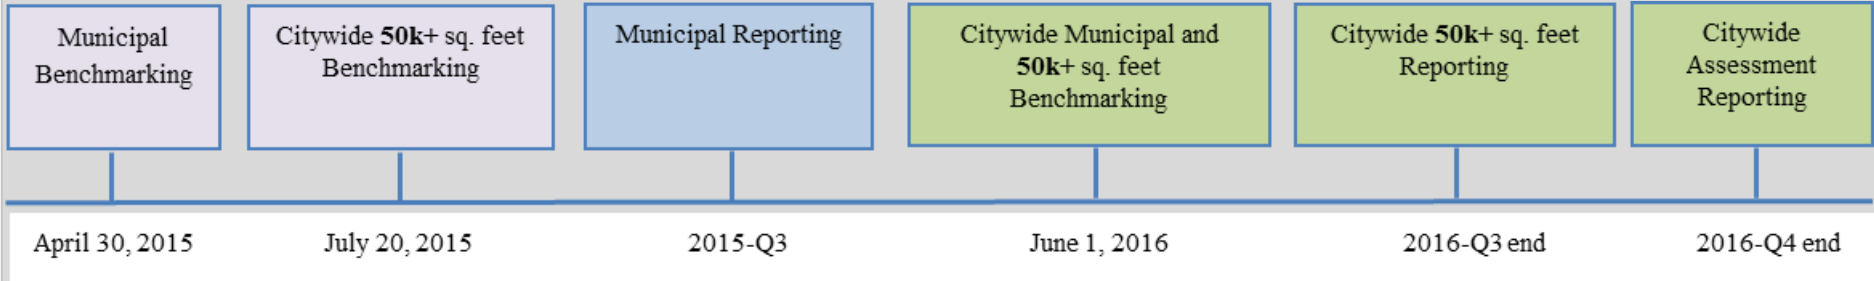 Municipal
Benchmarking
Citywide 50k+ sq. feet
Benchmarking
Municipal Reporting
Citywide Municipal and
50k+ sq. feet
Benchmarking
Citywide 50k+ sq. feet
Reporting
Citywide
Assessment
Reporting
April 30, 2015
July 20, 2015
2015-Q3
June 1, 2016
2016-Q3 end
2016-Q4 end